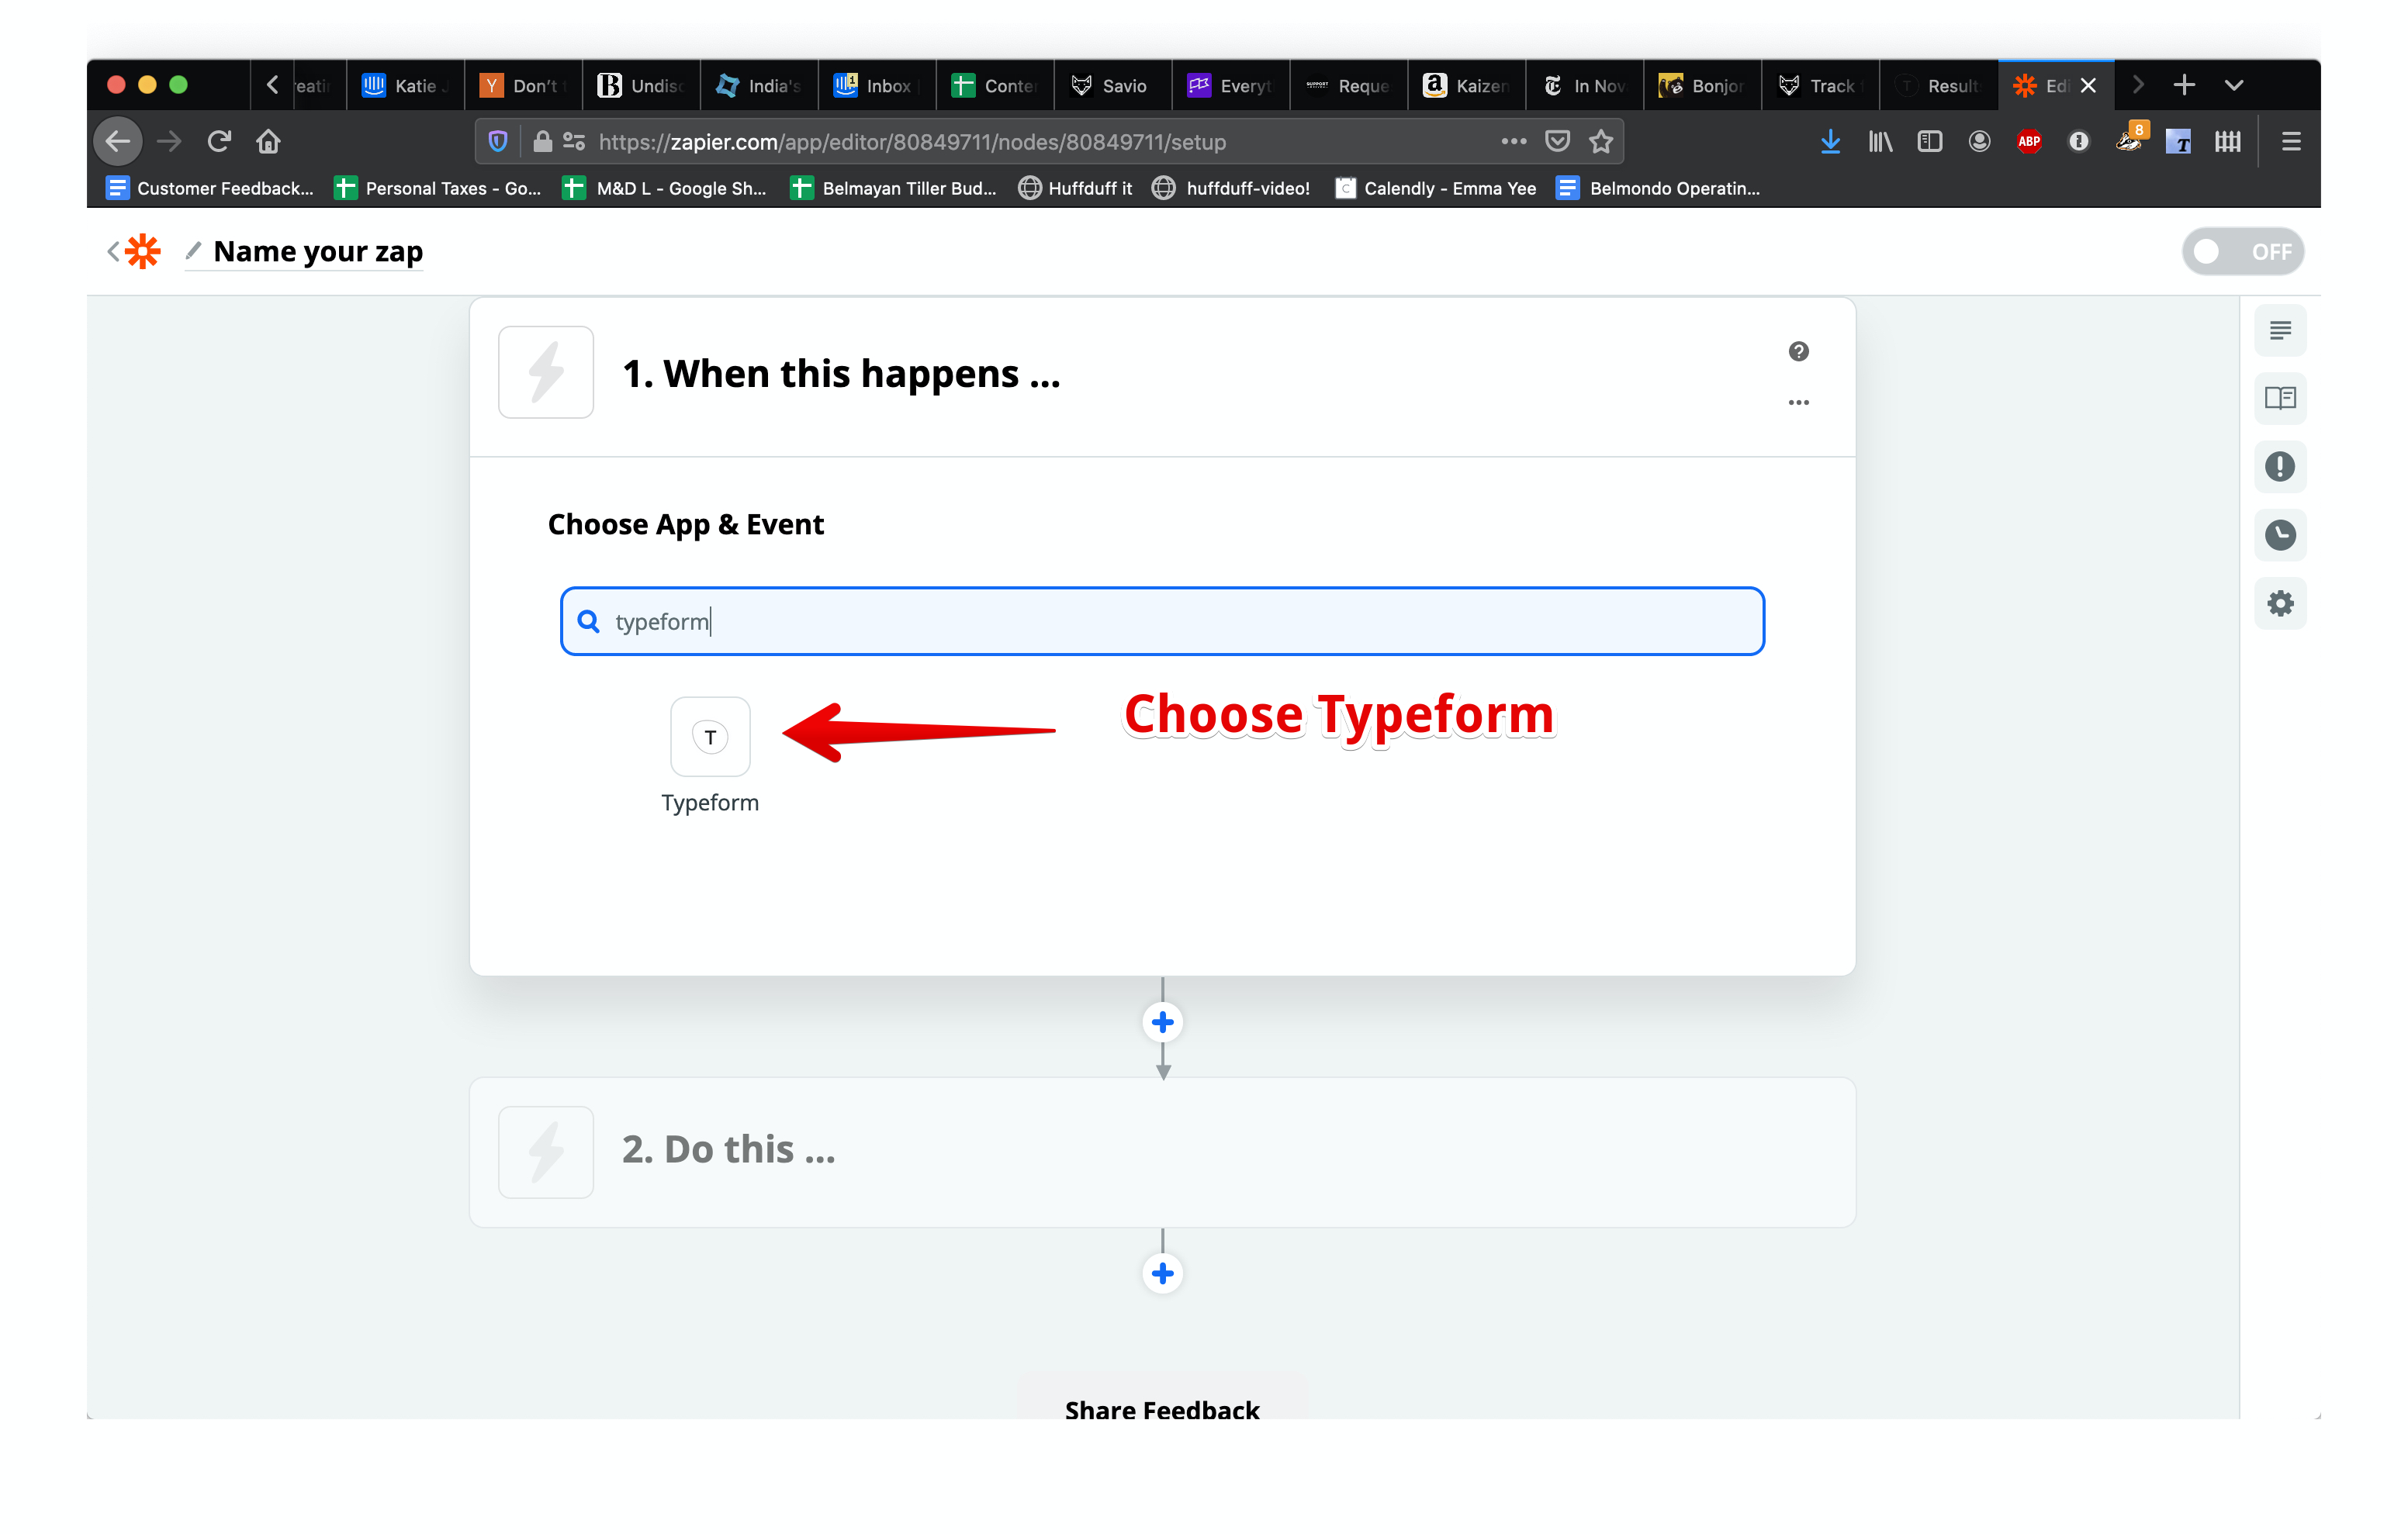 Katie J
Don't
Undisc
India's
Inbox
Conte
Savio
Everyt
Reque
Kaizen
In Nov
Bonjor
Track
Result
Edi
https://zapier.com/app/editor/80849711/nodes/80849711/setup
ABP
8
Customer Feedback...
Personal Taxes - Go...
M&D L - Google Sh...
Belmayan Tiller Bud...
Huffduff it
huffduff-video!
Calendly - Emma Yee
Belmondo Operatin...
Name your zap
OFF
1. When this happens ...
Choose App & Event
typeform
T
Choose Typeform
Typeform
2. Do this ...
Share Feedback